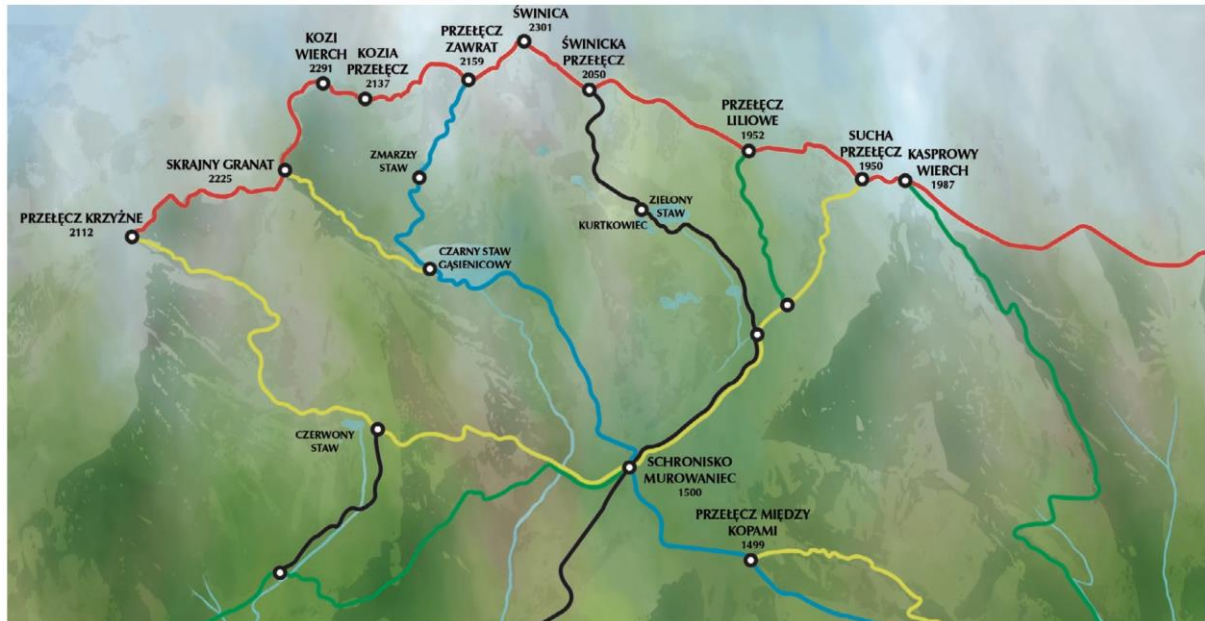 ŚWINICA
2301
KOZI
WIERCH
2291
KOZIA
PRZEŁĘCZ
2137
PRZEŁĘCZ
ZAWRAT
2159
ŚWINICKA
PRZEŁĘCZ
2050
PRZEŁĘCZ
LILIOWE
1952
SUCHA
PRZEŁĘCZ
1950
KASPROWY
WIERCH
1987
SKRAJNY GRANAT
2225
ZMARZŁY
STAW
PRZEŁĘCZ KRZYŻNE
2112
ZIELONY
STAW
KURTKOWIEC
CZARNY STAW
GĄSIENICOWY
CZERWONY
STAW
SCHRONISKO
MUROWANIEC
1500
PRZEŁĘCZ MIĘDZY
KOPAMI
1499